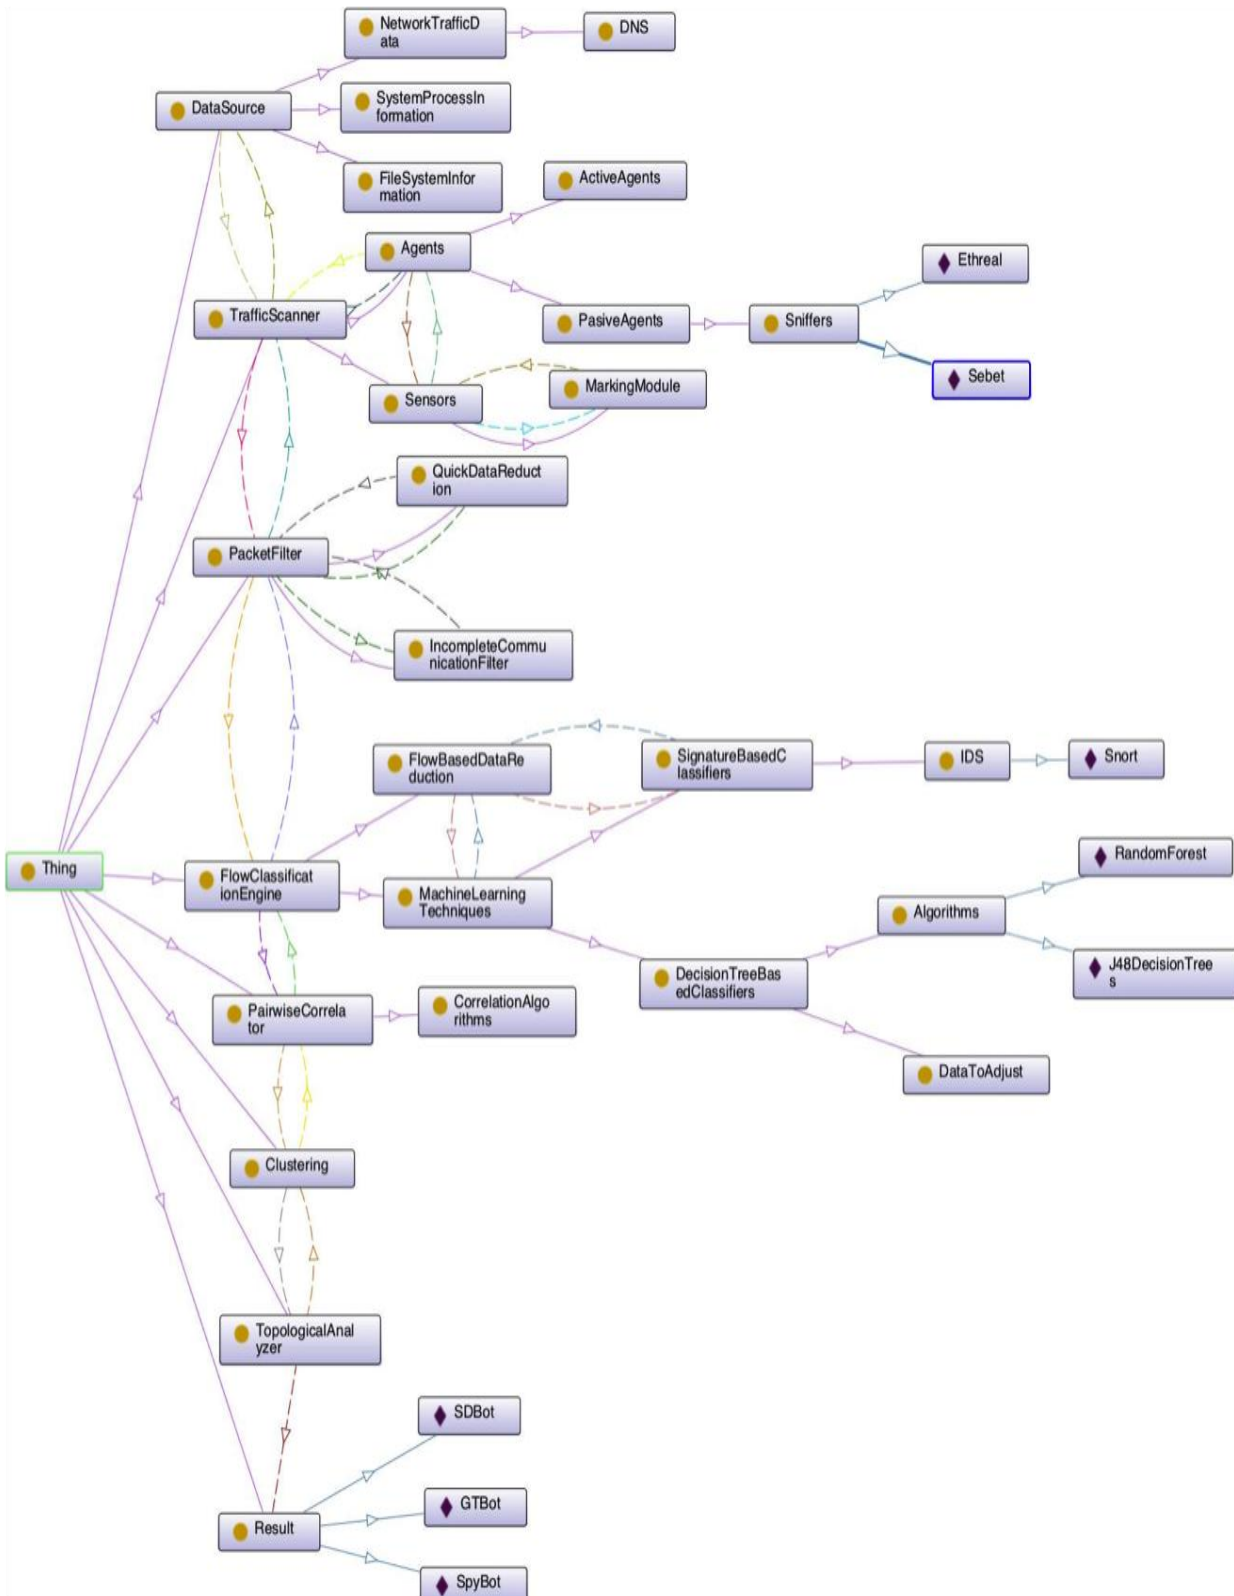 NetworkTrafficD
ata
DNS
DataSource
SystemProcessIn
formation
FileSystemInfor
mation
ActiveAgents
Agents
Ethreal
TrafficScanner
PasiveAgents
Sniffers
Sebet
Sensors
MarkingModule
QuickDataReduct
ion
PacketFilter
IncompleteCommu
nicationFilter
FlowBasedDataRe
duction
SignatureBasedC
lassifiers
IDS
Snort
Thing
FlowClassificat
ionEngine
MachineLearning
Techniques
RandomForest
Algorithms
J48DecisionTree
s
DecisionTreeBas
edClassifiers
PairwiseCorrela
tor
CorrelationAlgo
rithms
DataToAdjust
Clustering
TopologicalAnal
yzer
SDBot
GTBot
Result
SpyBot